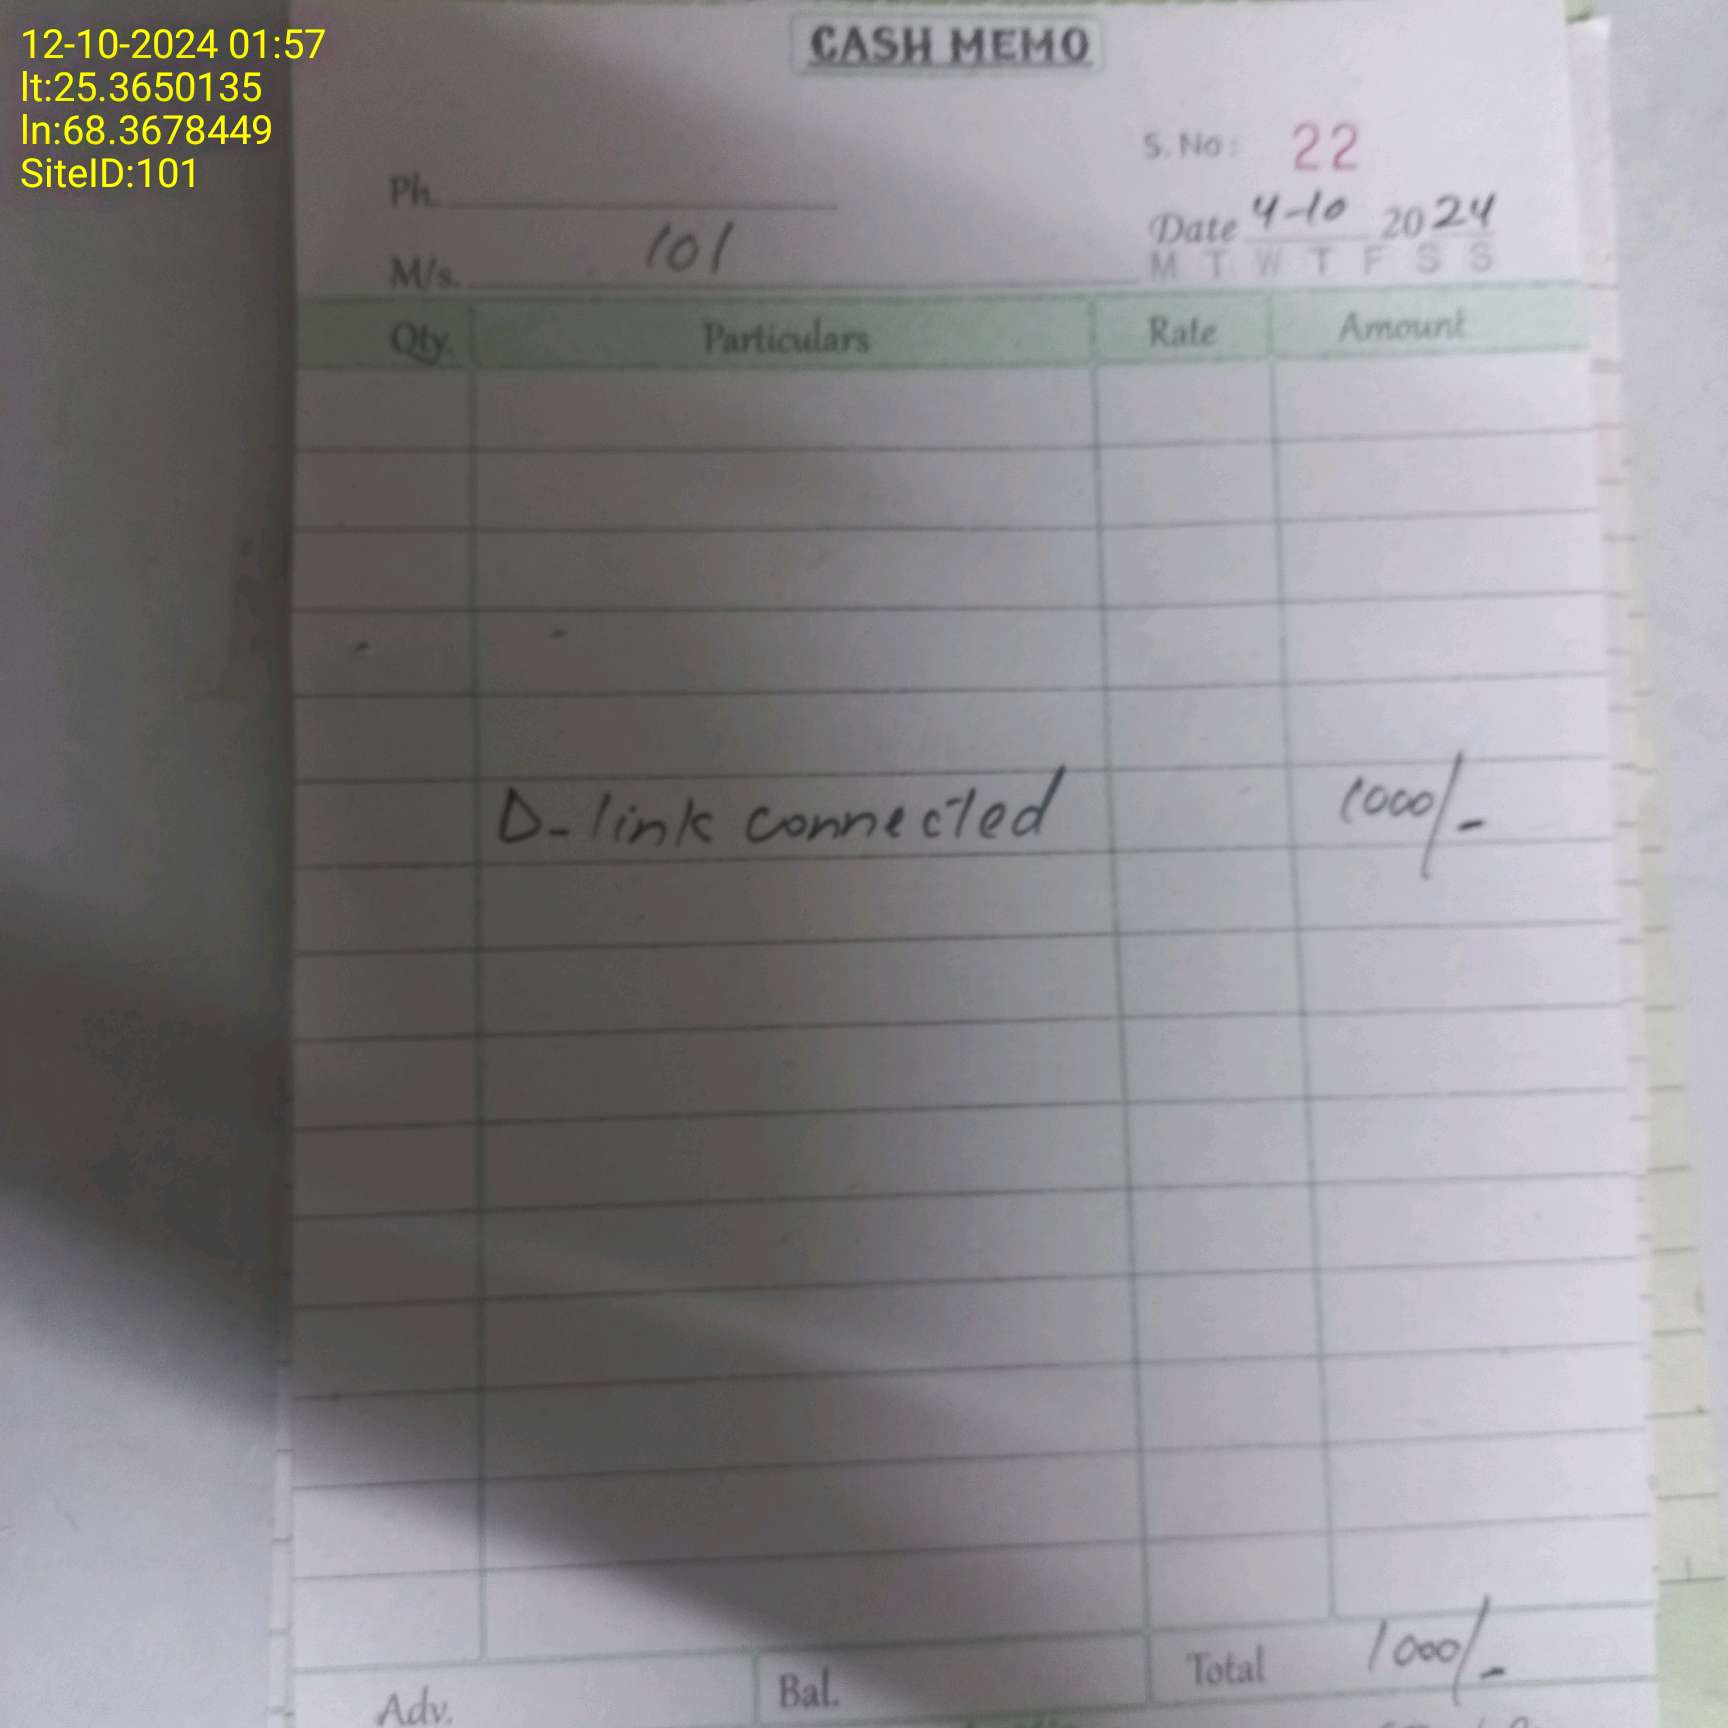 12-10-2024 01:57
lt:25.3650135
ln:68.3678449
SiteID:101
CASH MEMO
S. No: 22
Ph.
Date 4-10 2024
M/s. 101
M T W T F S S
Qty. Particulars Rate Amount
D-link connected 1000/-
Total 1000/-
Adv. Bal.